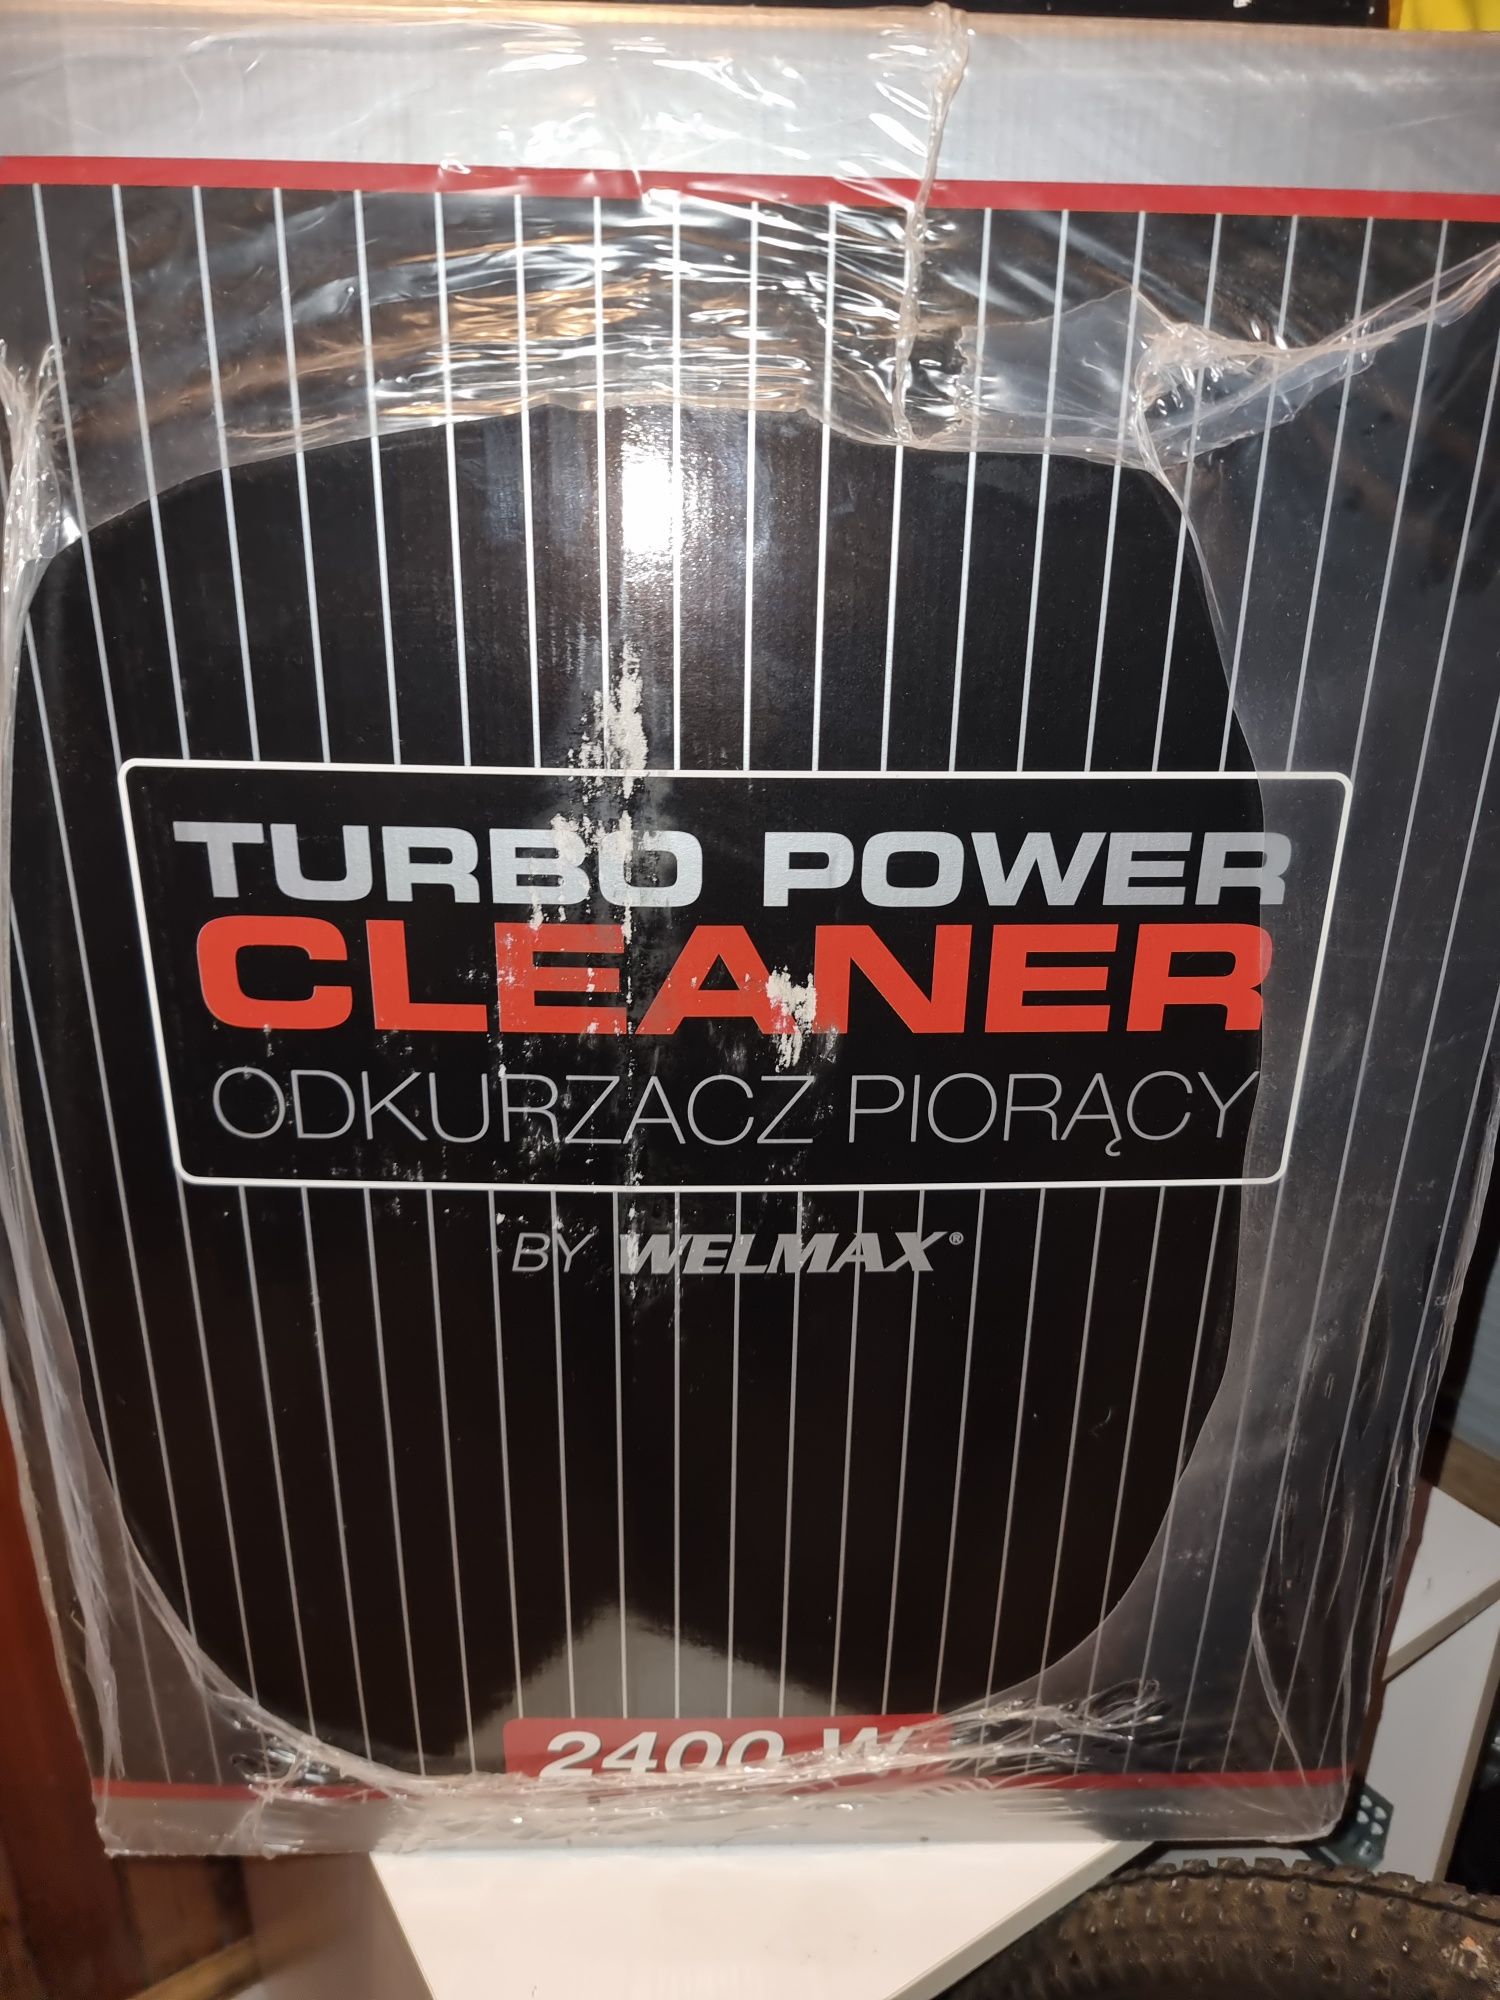 TURBO POWER
CLEANER
ODKURZACZ PIORĄCY
BY WELMAX®
2400 W